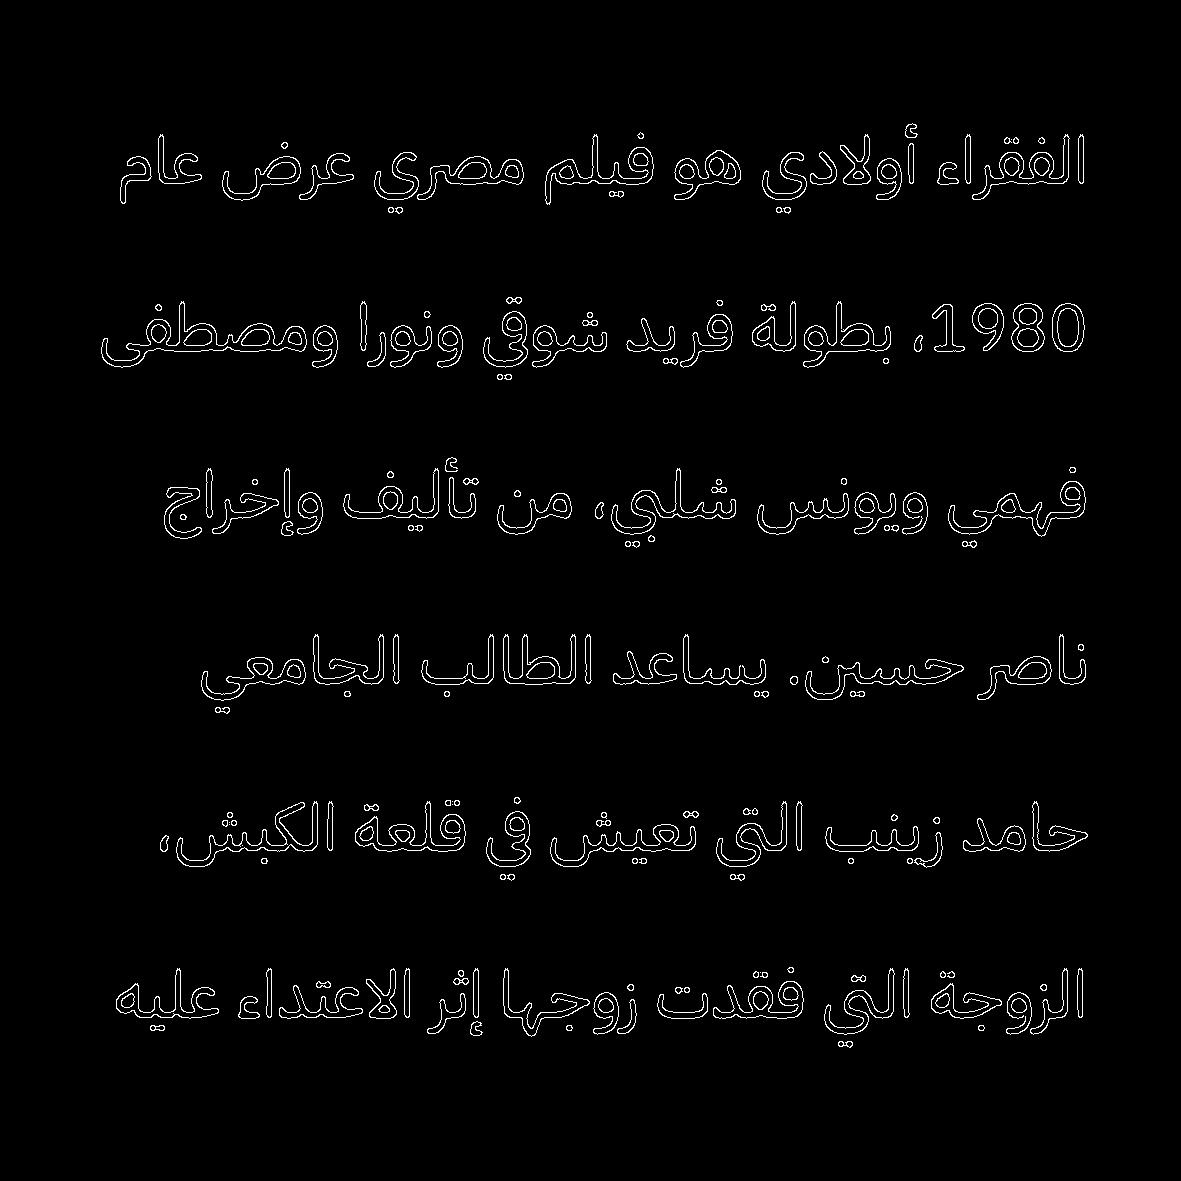 الفقراء أولادي هو فيلم مصري عرض عام
1980، بطولة فريد شوقي ونورا ومصطفى
فهمي ويونس شلبي، من تأليف وإخراج
ناصر حسين. يساعد الطالب الجامعي
حامد زينب التي تعيش في قلعة الكبش،
الزوجة التي فقدت زوجها إثر الاعتداء عليه